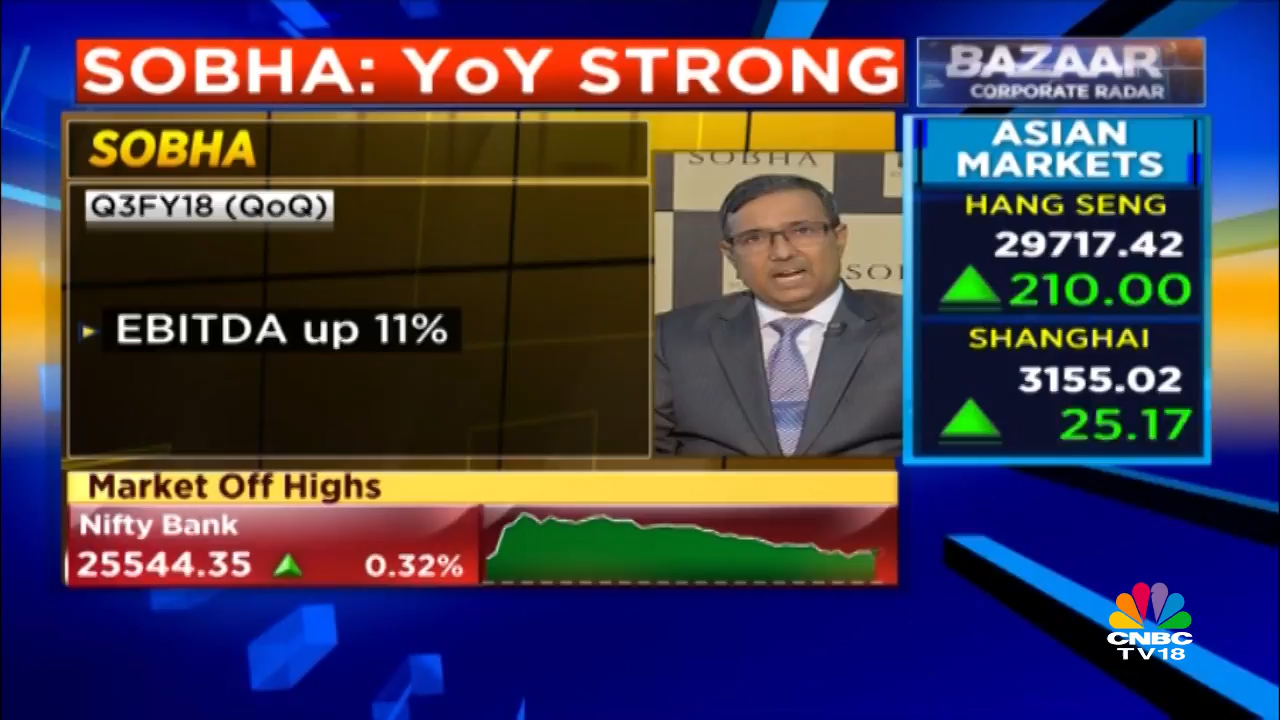 SOBHA: YoY STRONG
BAZAAR
CORPORATE RADAR
SOBHA
Q3FY18 (QoQ)
EBITDA up 11%
SOBHA
SO
ASIAN
MARKETS
HANG SENG
29717.42
210.00
SHANGHAI
3155.02
25.17
Market Off Highs
Nifty Bank
25544.35
0.32%
CNBC
TV18